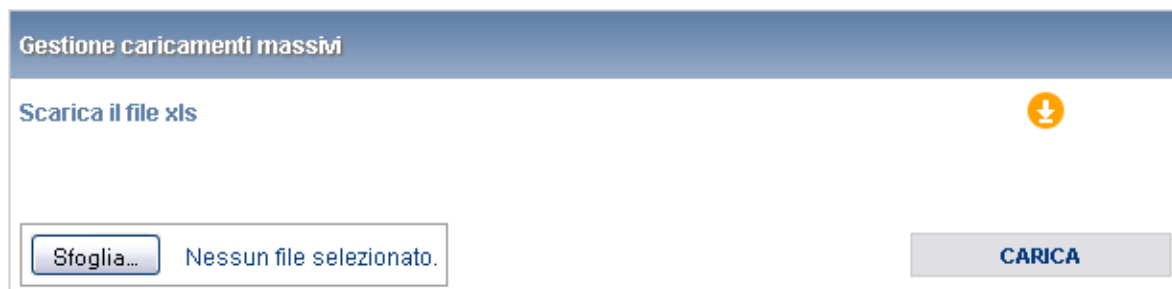 Gestione caricamenti massivi
Scarica il file xls
Sfoglia... Nessun file selezionato.
CARICA